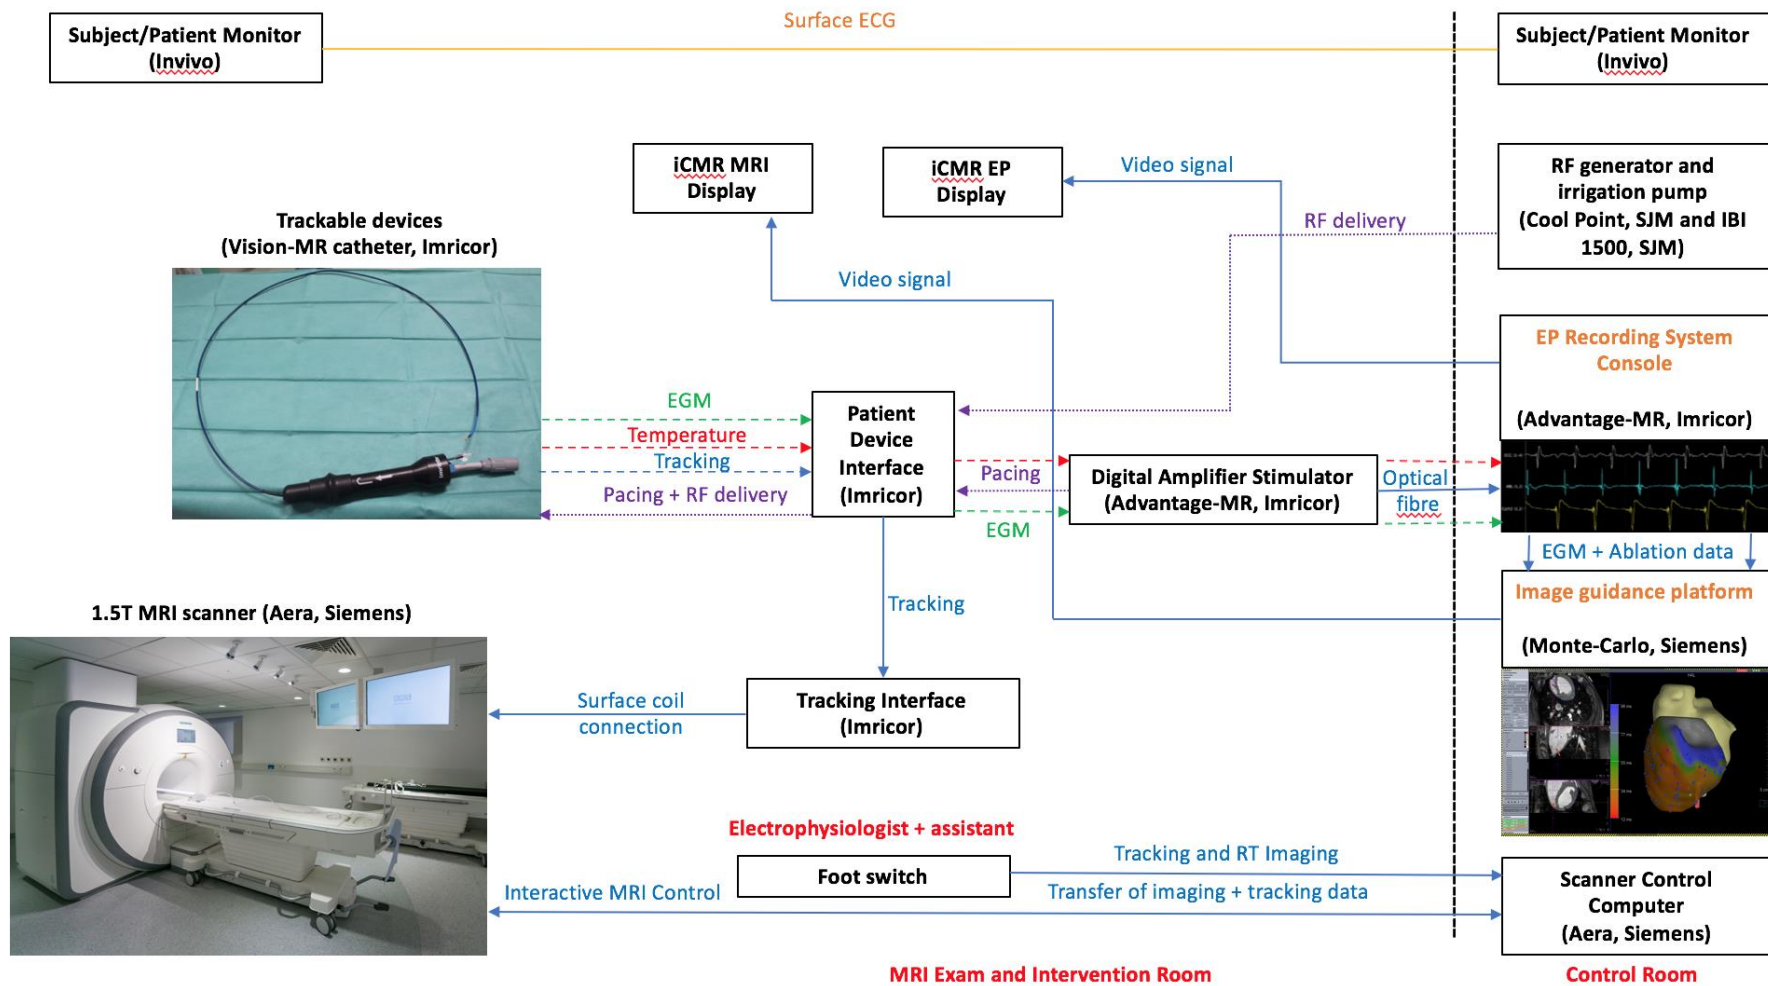 Surface ECG
Subject/Patient Monitor
(Invivo)
Subject/Patient Monitor
(Invivo)
iCMR MRI
Display
iCMR EP
Display
Video signal
RF generator and
irrigation pump
(Cool Point, SJM and IBI
1500, SJM)
RF delivery
Trackable devices
(Vision-MR catheter, Imricor)
Video signal
EP Recording System
Console
(Advantage-MR, Imricor)
EGM
Temperature
Tracking
Pacing + RF delivery
Patient
Device
Interface
(Imricor)
Pacing
EGM
Digital Amplifier Stimulator
(Advantage-MR, Imricor)
Optical
fibre
EGM + Ablation data
Image guidance platform
(Monte-Carlo, Siemens)
Tracking
1.5T MRI scanner (Aera, Siemens)
Surface coil
connection
Tracking Interface
(Imricor)
Electrophysiologist + assistant
Foot switch
Tracking and RT Imaging
Interactive MRI Control
Transfer of imaging + tracking data
Scanner Control
Computer
(Aera, Siemens)
MRI Exam and Intervention Room
Control Room